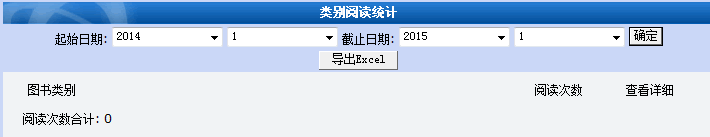 类别阅读统计
起始日期: 2014 1 截止日期: 2015 1 确定
导出Excel
图书类别 阅读次数 查看详细
阅读次数合计: 0